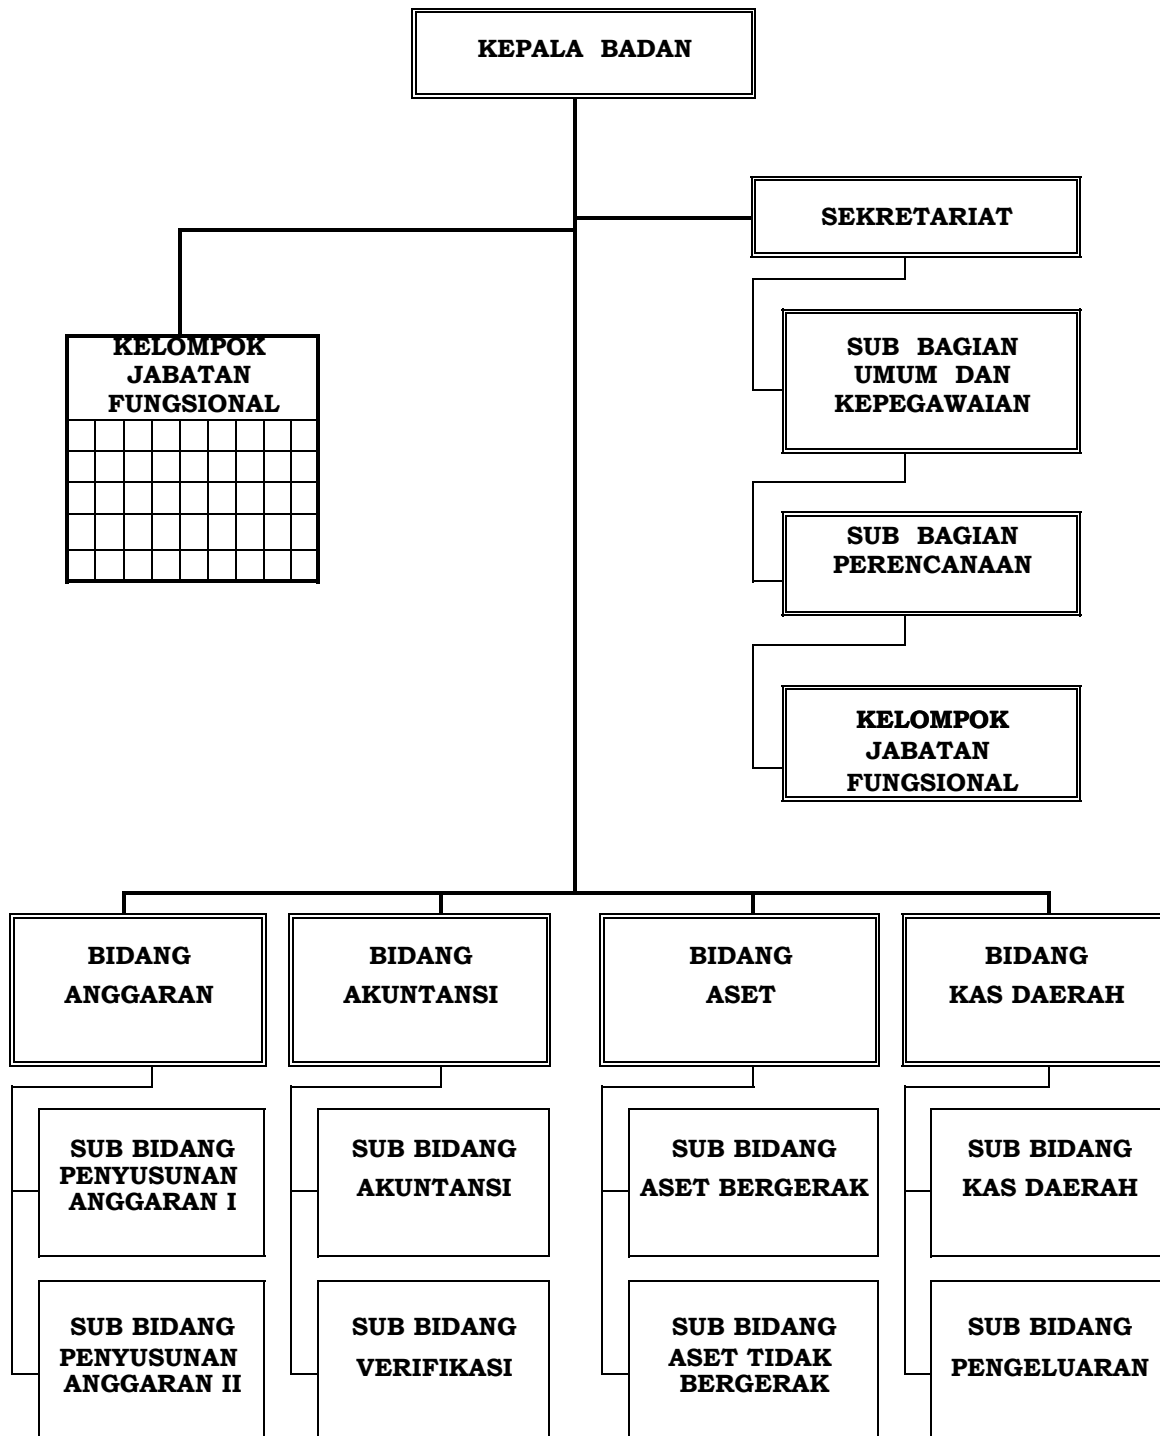 KEPALA BADAN
SEKRETARIAT
KELOMPOK
JABATAN
FUNGSIONAL
SUB BAGIAN
UMUM DAN
KEPEGAWAIAN
SUB BAGIAN
PERENCANAAN
KELOMPOK
JABATAN
FUNGSIONAL
BIDANG
ANGGARAN
BIDANG
AKUNTANSI
BIDANG
ASET
BIDANG
KAS DAERAH
SUB BIDANG
PENYUSUNAN
ANGGARAN I
SUB BIDANG
AKUNTANSI
SUB BIDANG
ASET BERGERAK
SUB BIDANG
KAS DAERAH
SUB BIDANG
PENYUSUNAN
ANGGARAN II
SUB BIDANG
VERIFIKASI
SUB BIDANG
ASET TIDAK
BERGERAK
SUB BIDANG
PENGELUARAN